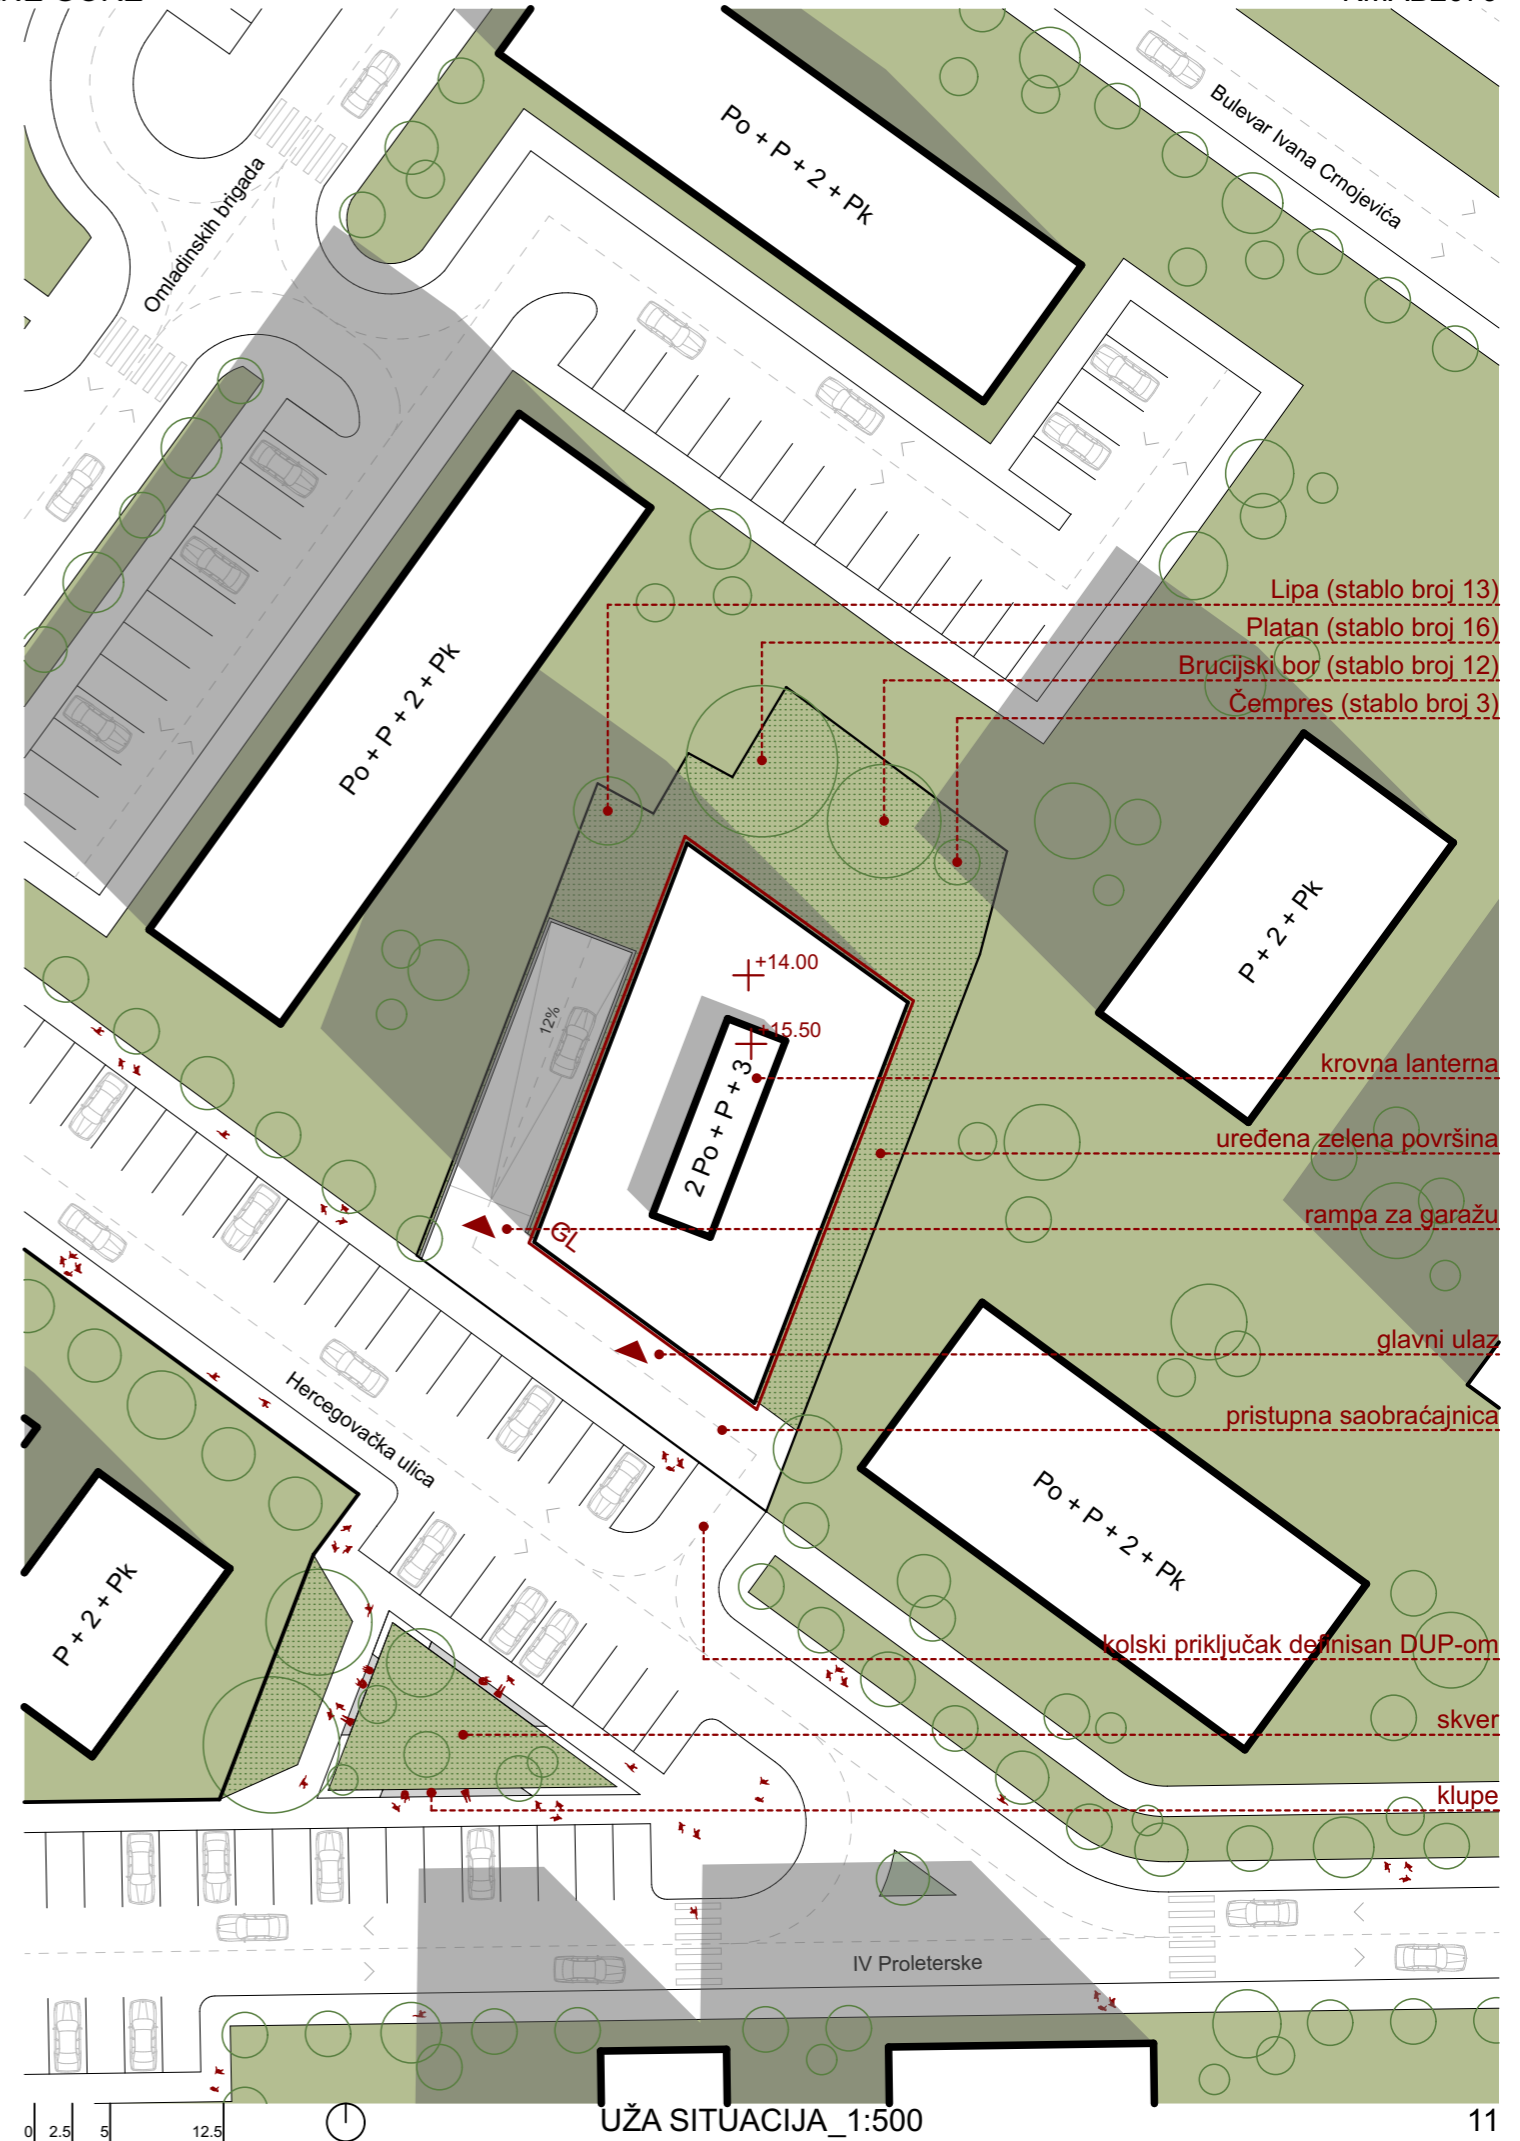 Bulevar Ivana Crnojevića
Po + P + 2 + Pk
Omladinskih brigada
Lipa (stablo broj 13)
Platan (stablo broj 16)
Brucijski bor (stablo broj 12)
Čempres (stablo broj 3)
Po + P + 2 + Pk
P + 2 + Pk
+14.00
12%
+15.50
2 Po + P + 3
krovna lanterna
uređena zelena površina
rampa za garažu
GL
glavni ulaz
Hercegovačka ulica
pristupna saobraćajnica
Po + P + 2 + Pk
P + 2 + Pk
kolski priključak definisan DUP-om
skver
klupe
IV Proleterske
0 2.5 5 12.5
UŽA SITUACIJA_1:500
11